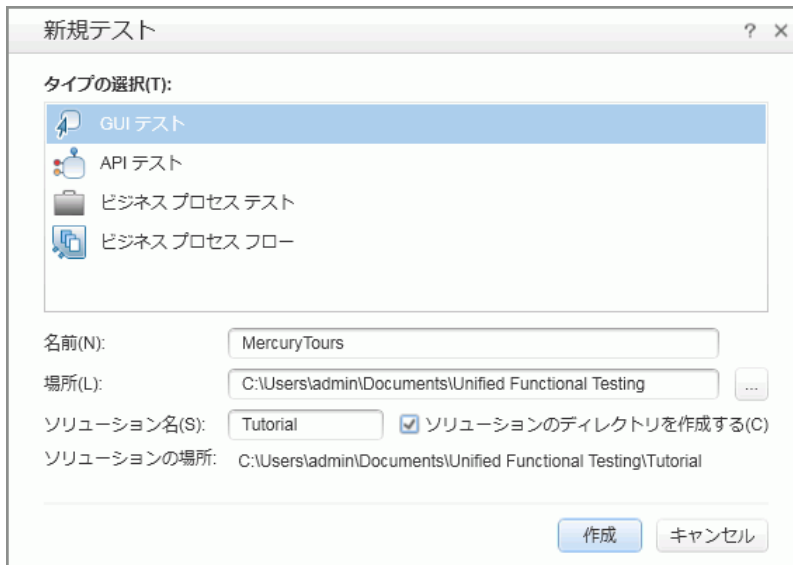 新規テスト ? ×
タイプの選択(T):
GUI テスト
API テスト
ビジネス プロセス テスト
ビジネス プロセス フロー
名前(N): MercuryTours
場所(L): C:\Users\admin\Documents\Unified Functional Testing ...
ソリューション名(S): Tutorial ソリューションのディレクトリを作成する(C)
ソリューションの場所: C:\Users\admin\Documents\Unified Functional Testing\Tutorial
作成 キャンセル